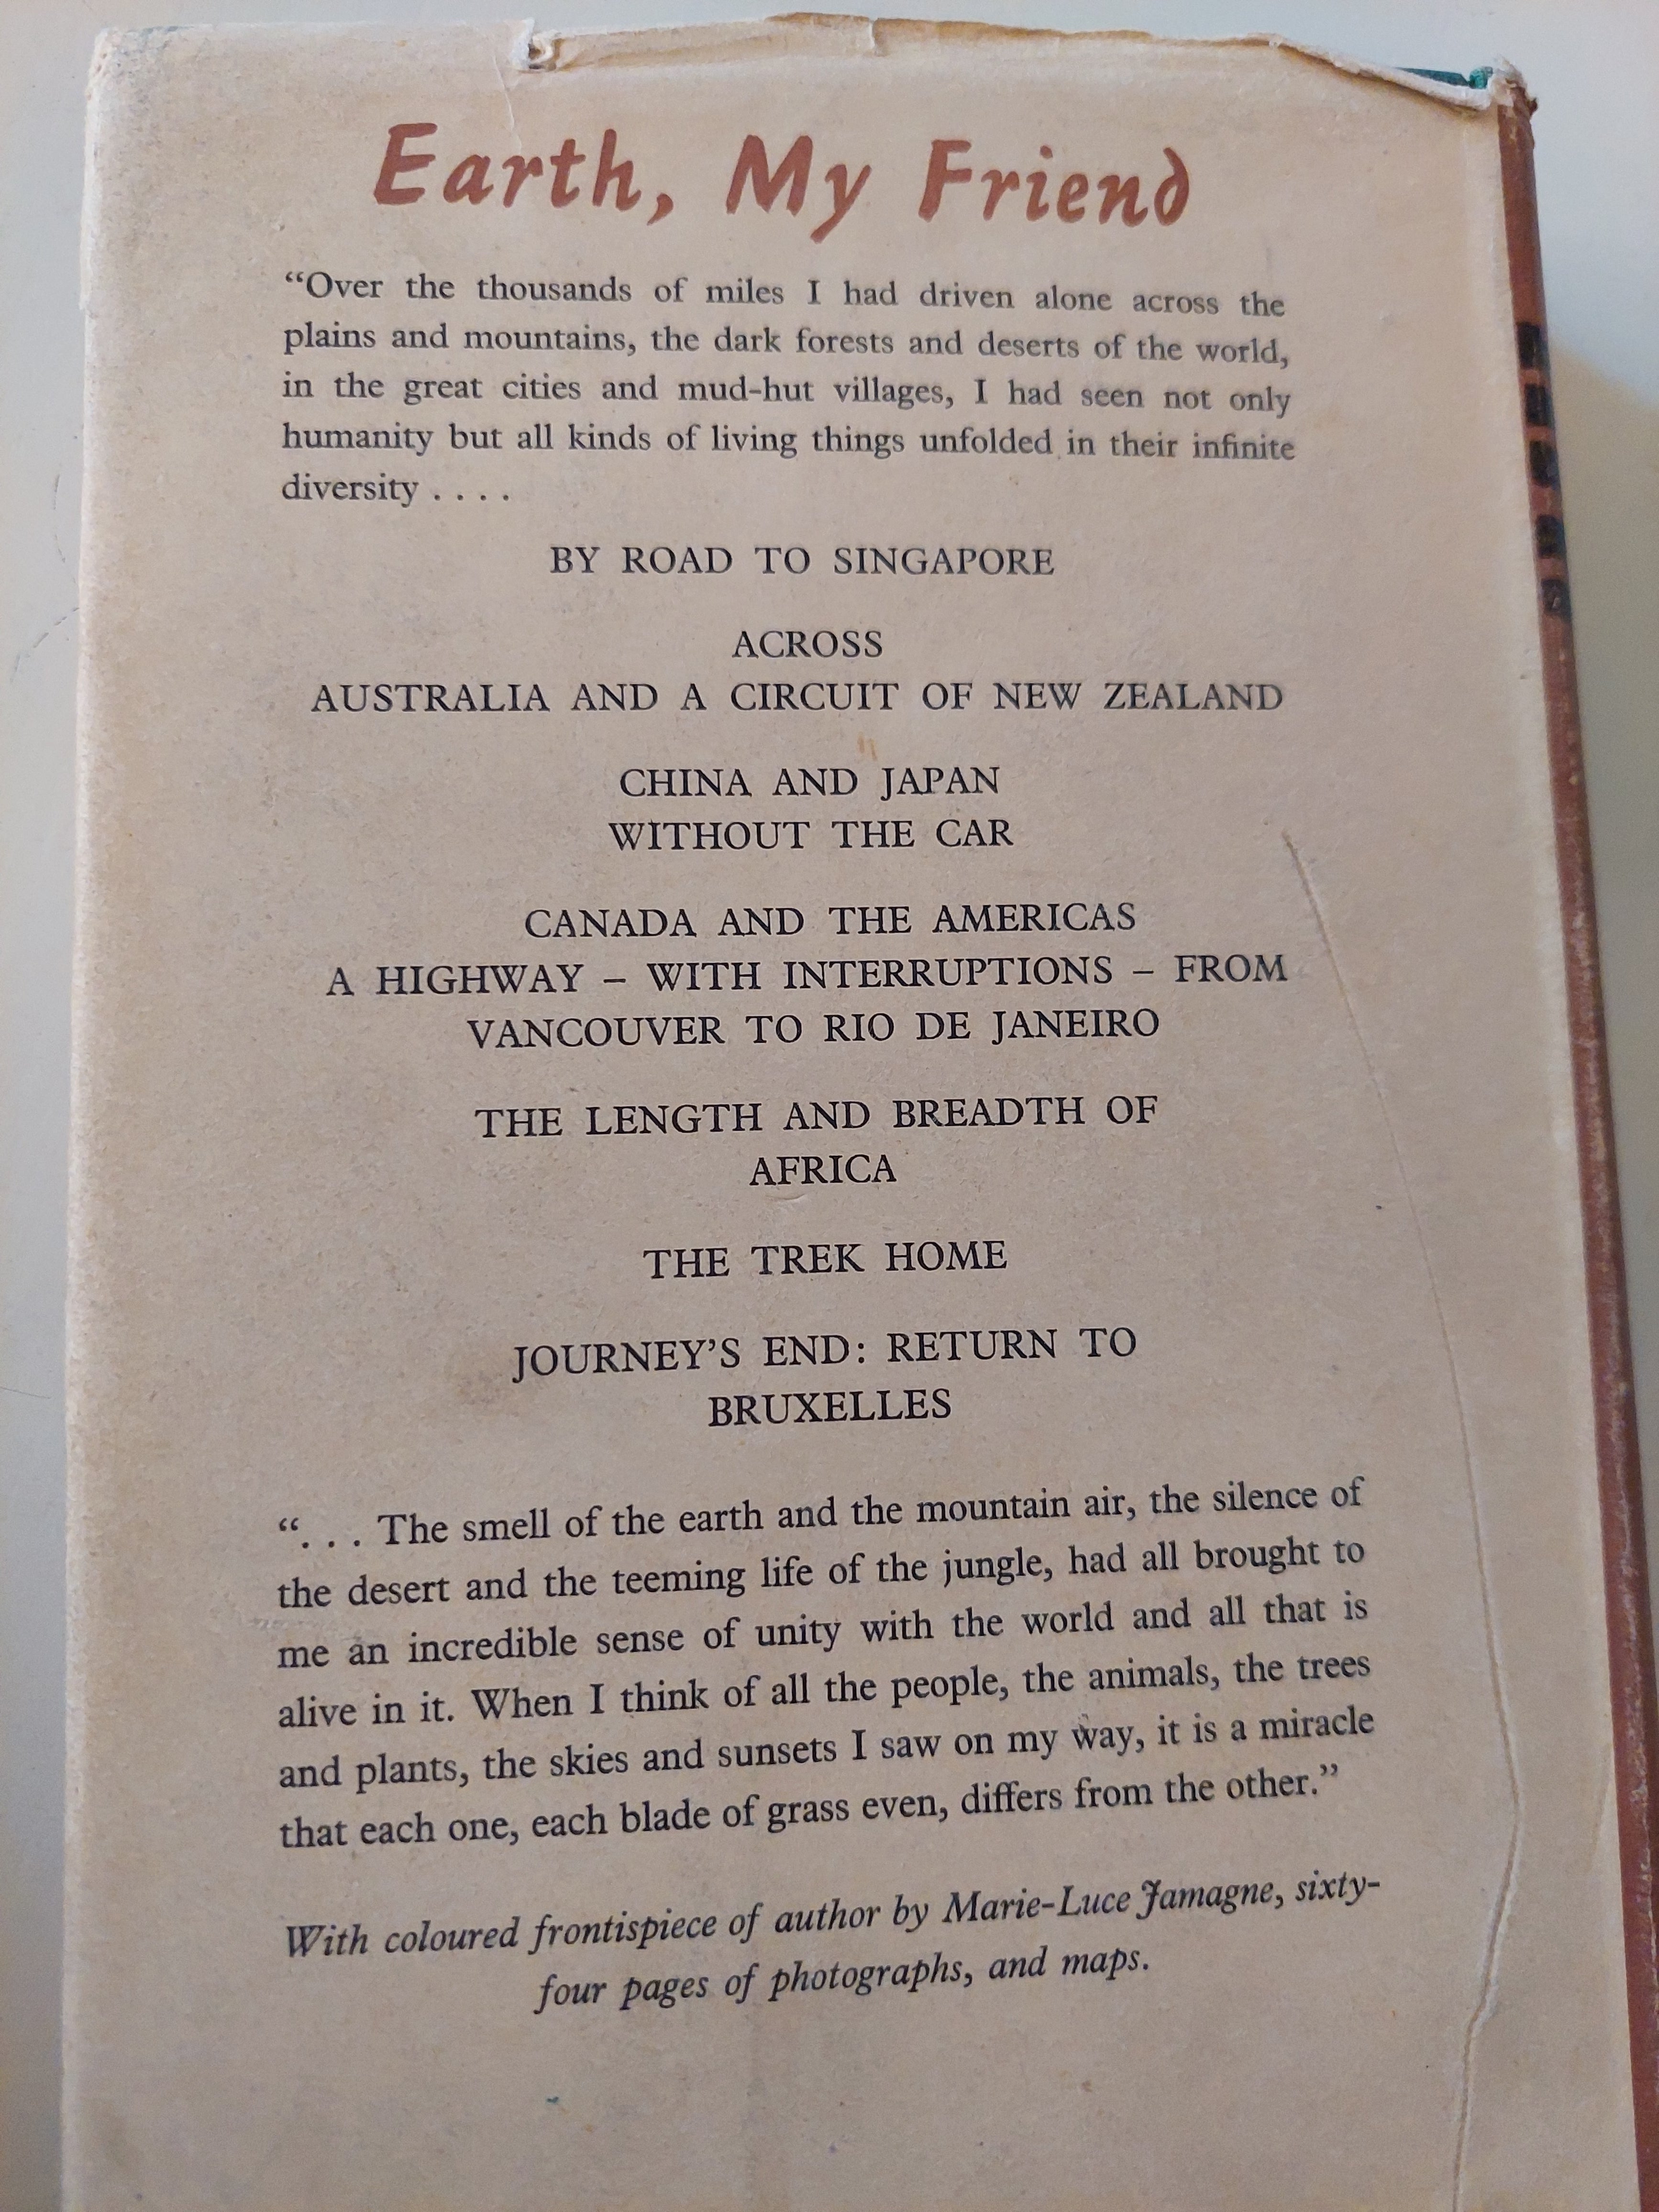 Earth, My Friend
“Over the thousands of miles I had driven alone across the
plains and mountains, the dark forests and deserts of the world,
in the great cities and mud-hut villages, I had seen not only
humanity but all kinds of living things unfolded in their infinite
diversity . . . .
BY ROAD TO SINGAPORE
ACROSS
AUSTRALIA AND A CIRCUIT OF NEW ZEALAND
CHINA AND JAPAN
WITHOUT THE CAR
CANADA AND THE AMERICAS
A HIGHWAY – WITH INTERRUPTIONS – FROM
VANCOUVER TO RIO DE JANEIRO
THE LENGTH AND BREADTH OF
AFRICA
THE TREK HOME
JOURNEY’S END: RETURN TO
BRUXELLES
“. . . The smell of the earth and the mountain air, the silence of
the desert and the teeming life of the jungle, had all brought to
me an incredible sense of unity with the world and all that is
alive in it. When I think of all the people, the animals, the trees
and plants, the skies and sunsets I saw on my way, it is a miracle
that each one, each blade of grass even, differs from the other.”
With coloured frontispiece of author by Marie-Luce Jamagne, sixty-
four pages of photographs, and maps.